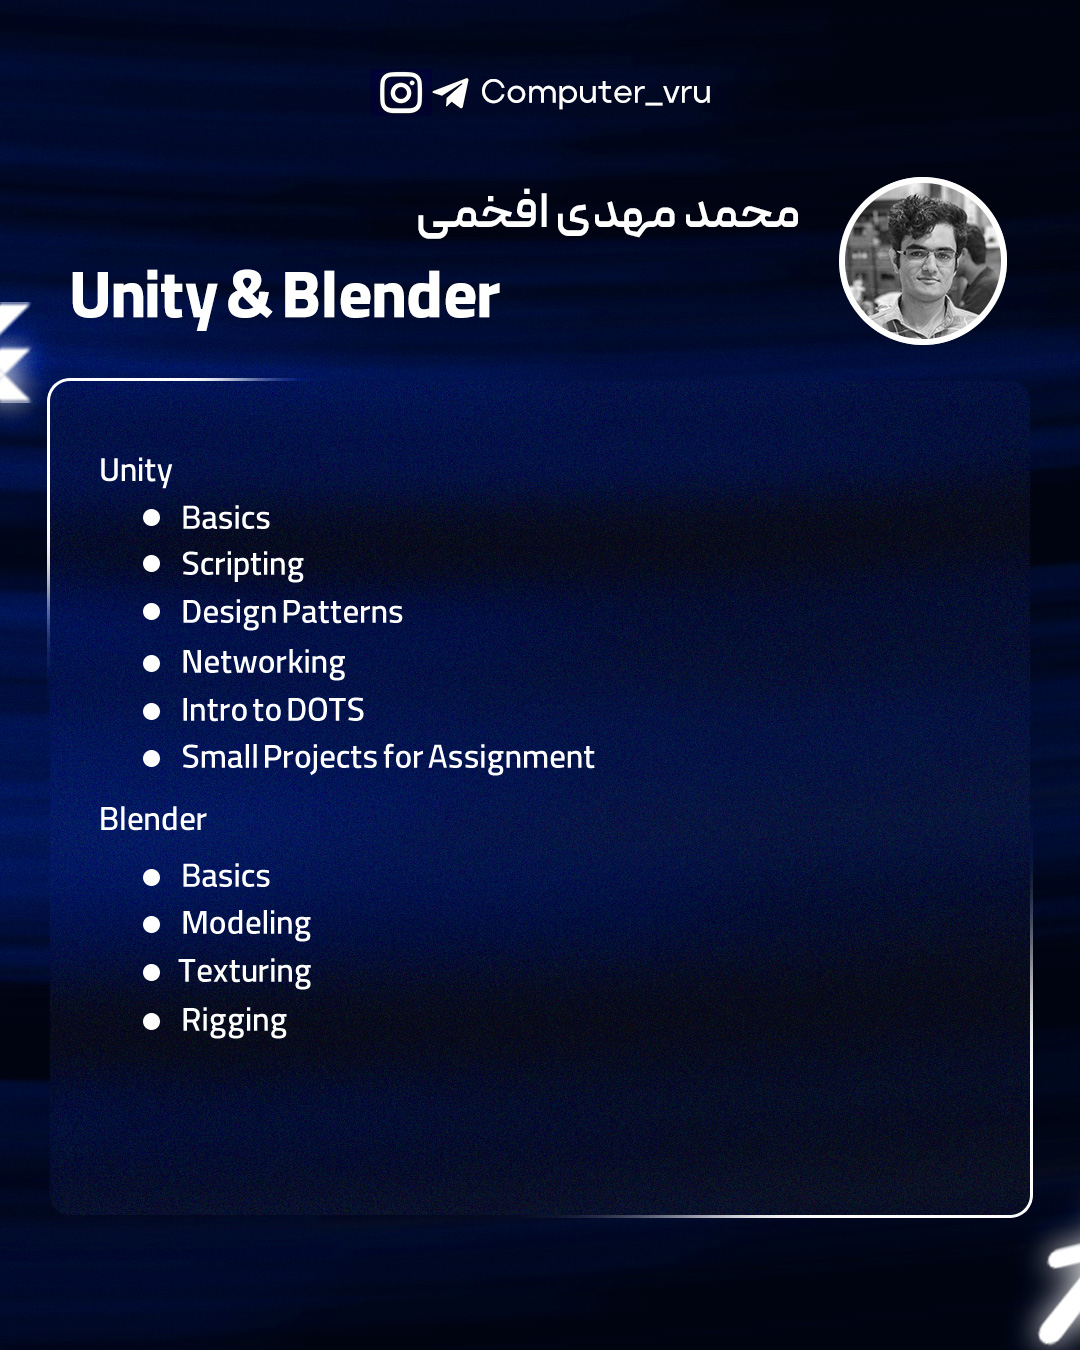 Computer_vru
محمد مهدی افخمی
Unity & Blender
Unity
Basics
Scripting
Design Patterns
Networking
Intro to DOTS
Small Projects for Assignment
Blender
Basics
Modeling
Texturing
Rigging